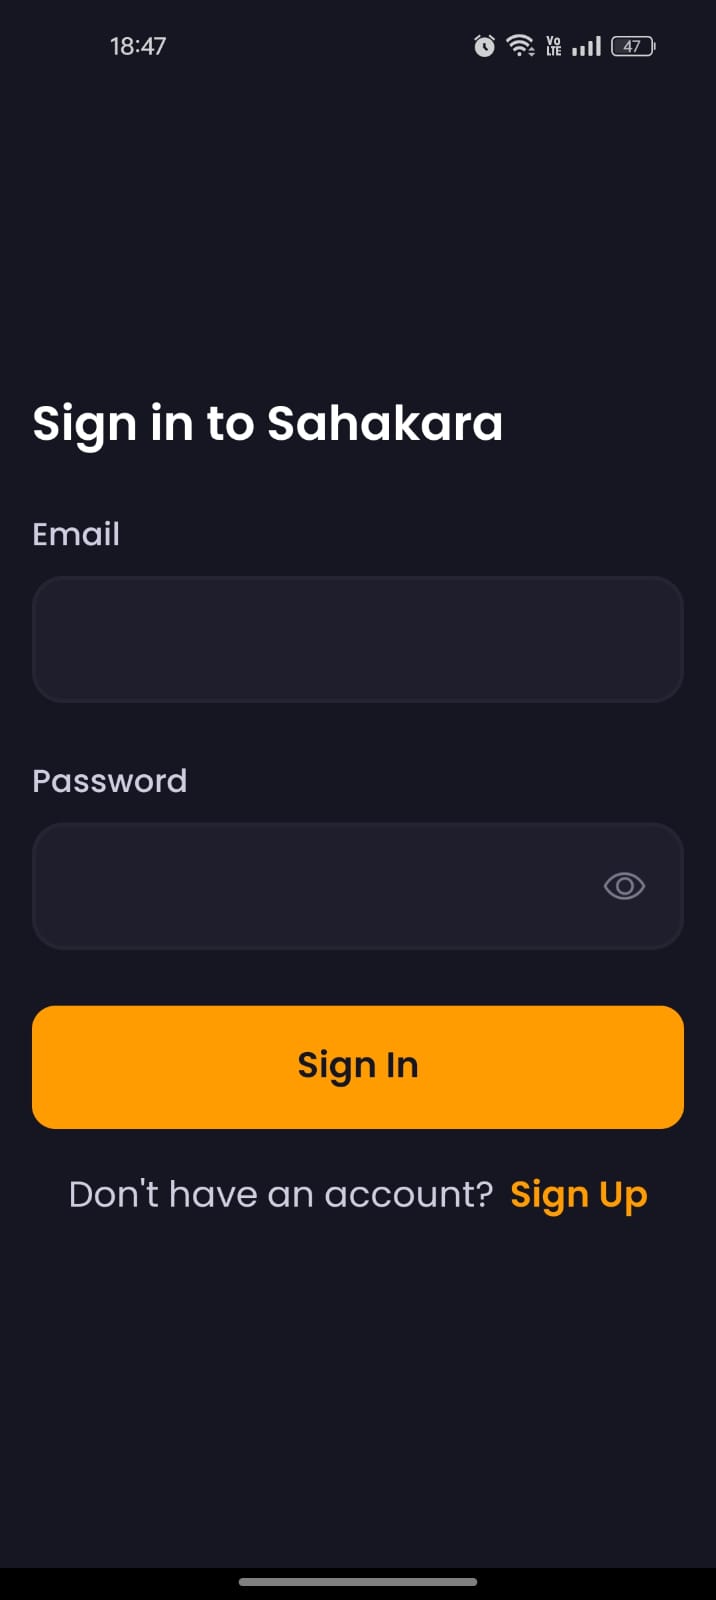 18:47
Vo
LTE
47
Sign in to Sahakara
Email
Password
Sign In
Don't have an account? Sign Up